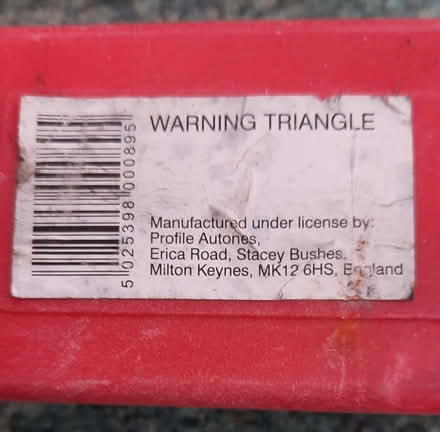 WARNING TRIANGLE
Manufactured under license by:
Profile Autones,
Erica Road, Stacey Bushes,
Milton Keynes, MK12 6HS, England
5 025398 000895